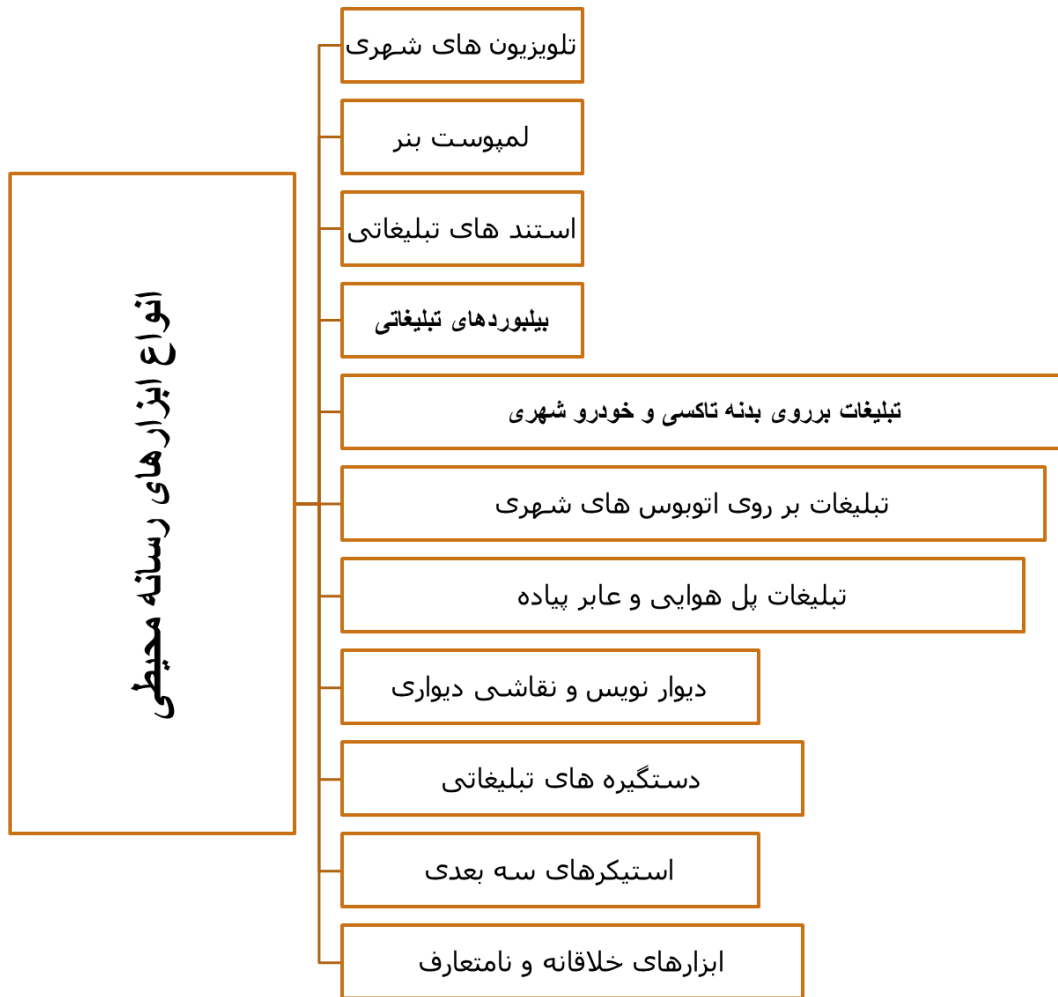 انواع ابزارهای رسانه محیطی
تلویزیون های شهری
لمپوست بنر
استند های تبلیغاتی
بیلبوردهای تبلیغاتی
تبلیغات برروی بدنه تاکسی و خودرو شهری
تبلیغات بر روی اتوبوس های شهری
تبلیغات پل هوایی و عابر پیاده
دیوار نویس و نقاشی دیواری
دستگیره های تبلیغاتی
استیکرهای سه بعدی
ابزارهای خلاقانه و نامتعارف